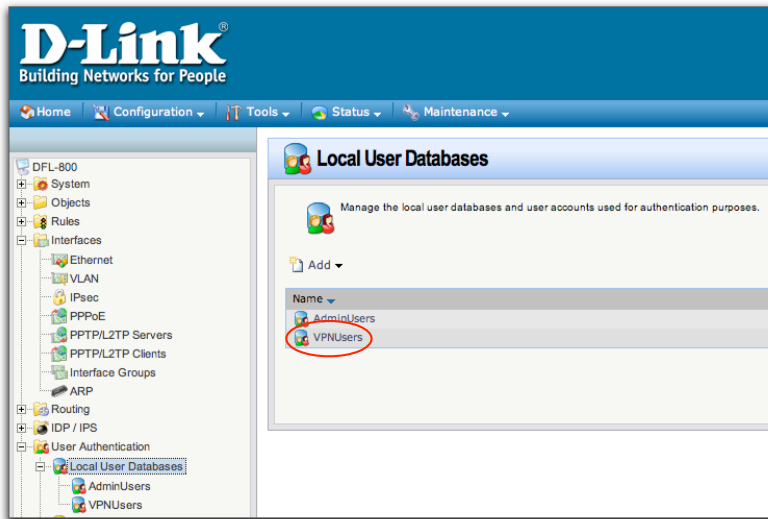 D-Link®
Building Networks for People
Home Configuration Tools Status Maintenance
DFL-800
System
Objects
Rules
Interfaces
Ethernet
VLAN
IPsec
PPPoE
PPTP/L2TP Servers
PPTP/L2TP Clients
Interface Groups
ARP
Routing
IDP / IPS
User Authentication
Local User Databases
AdminUsers
VPNUsers
Local User Databases
Manage the local user databases and user accounts used for authentication purposes.
Add
Name
AdminUsers
VPNUsers